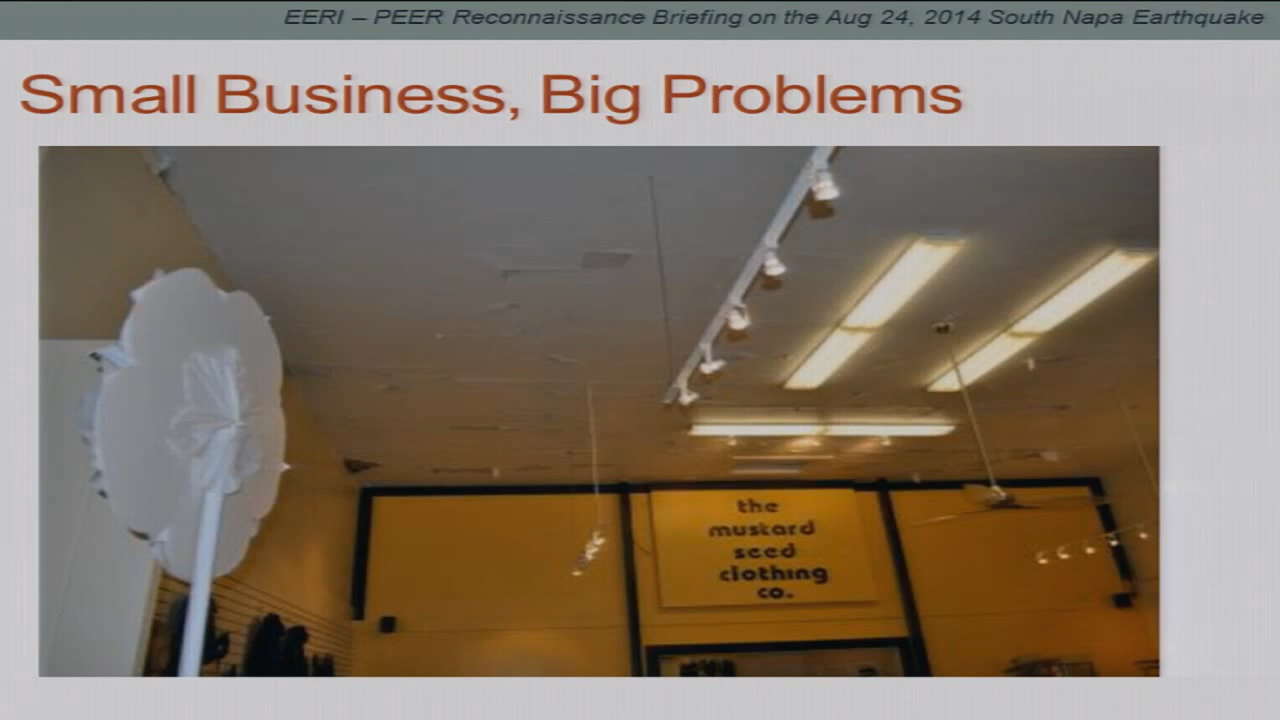 EERI – PEER Reconnaissance Briefing on the Aug 24, 2014 South Napa Earthquake
Small Business, Big Problems
the
mustard
seed
clothing
co.